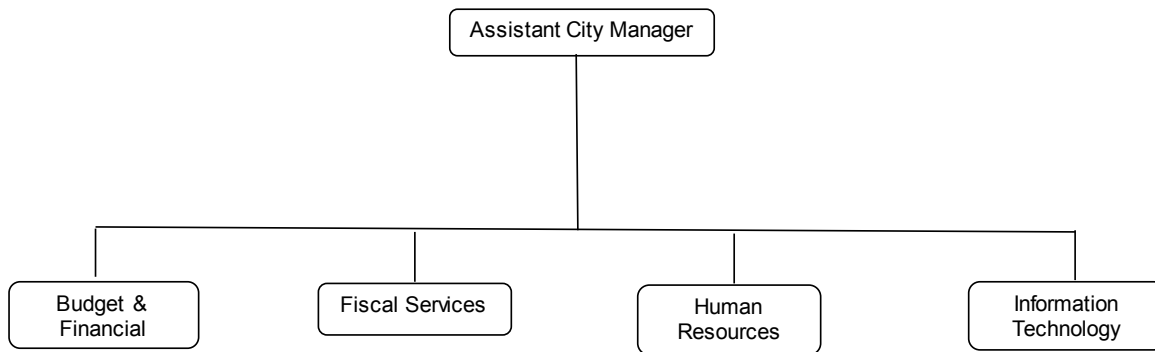 Assistant City Manager
Budget &
Financial
Fiscal Services
Human
Resources
Information
Technology